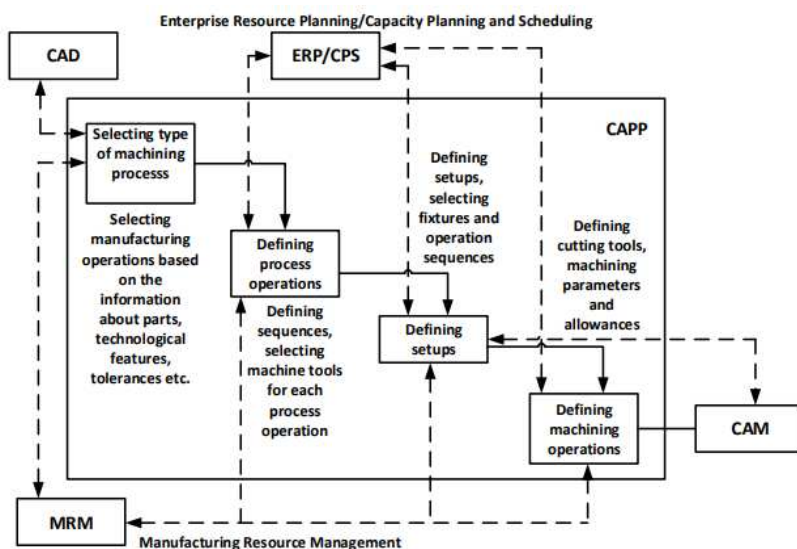 Enterprise Resource Planning/Capacity Planning and Scheduling
CAD
ERP/CPS
CAPP
Selecting type
of machining
processs
Selecting
manufacturing
operations based
on the
information
about parts,
technological
features,
tolerances etc.
Defining
process
operations
Defining
sequences,
selecting
machine tools
for each
process
operation
Defining
setups,
selecting
fixtures and
operation
sequences
Defining
setups
Defining
cutting tools,
machining
parameters
and
allowances
Defining
machining
operations
CAM
MRM
Manufacturing Resource Management